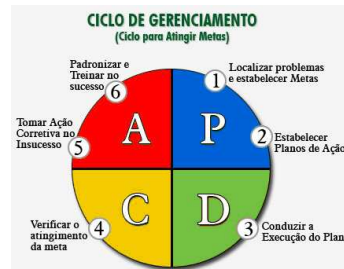 CICLO DE GERENCIAMENTO
(Ciclo para Atingir Metas)
Padronizar e
Treinar no
sucesso
6
1
Localizar problemas
e estabelecer Metas
Tomar Ação
Corretiva no
Insucesso
5
A
P
2
Estabelecer
Planos de Ação
C
D
Verificar o
atingimento
da meta
4
3
Conduzir a
Execução do Plan